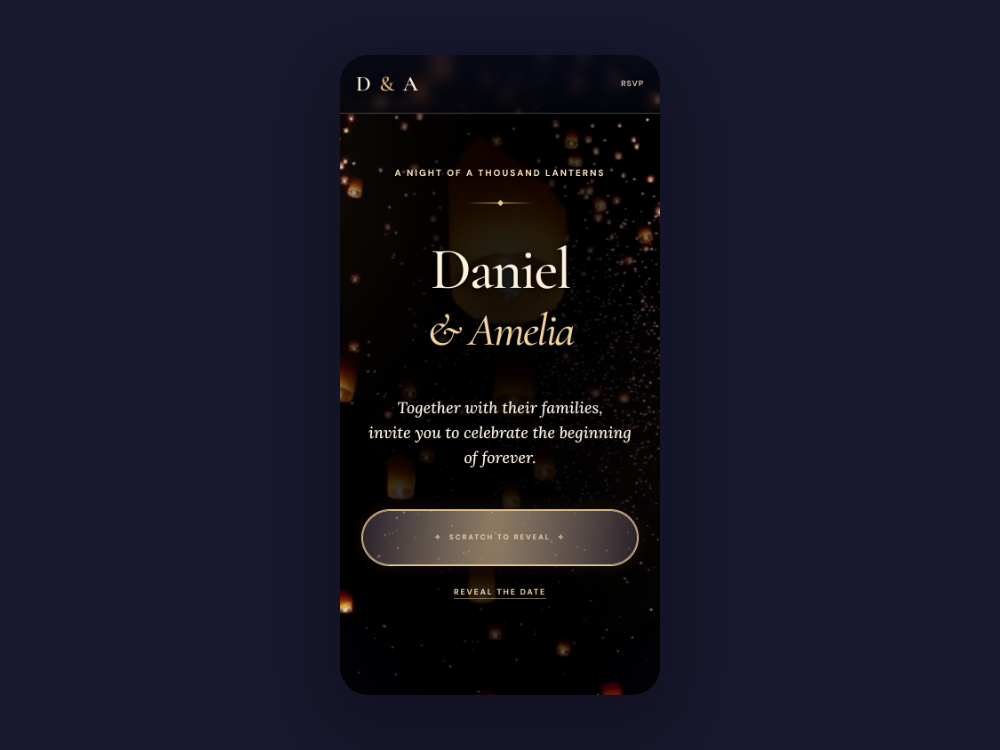 D & A
RSVP
A NIGHT OF A THOUSAND LANTERNS
Daniel
& Amelia
Together with their families,
invite you to celebrate the beginning
of forever.
SCRATCH TO REVEAL
REVEAL THE DATE